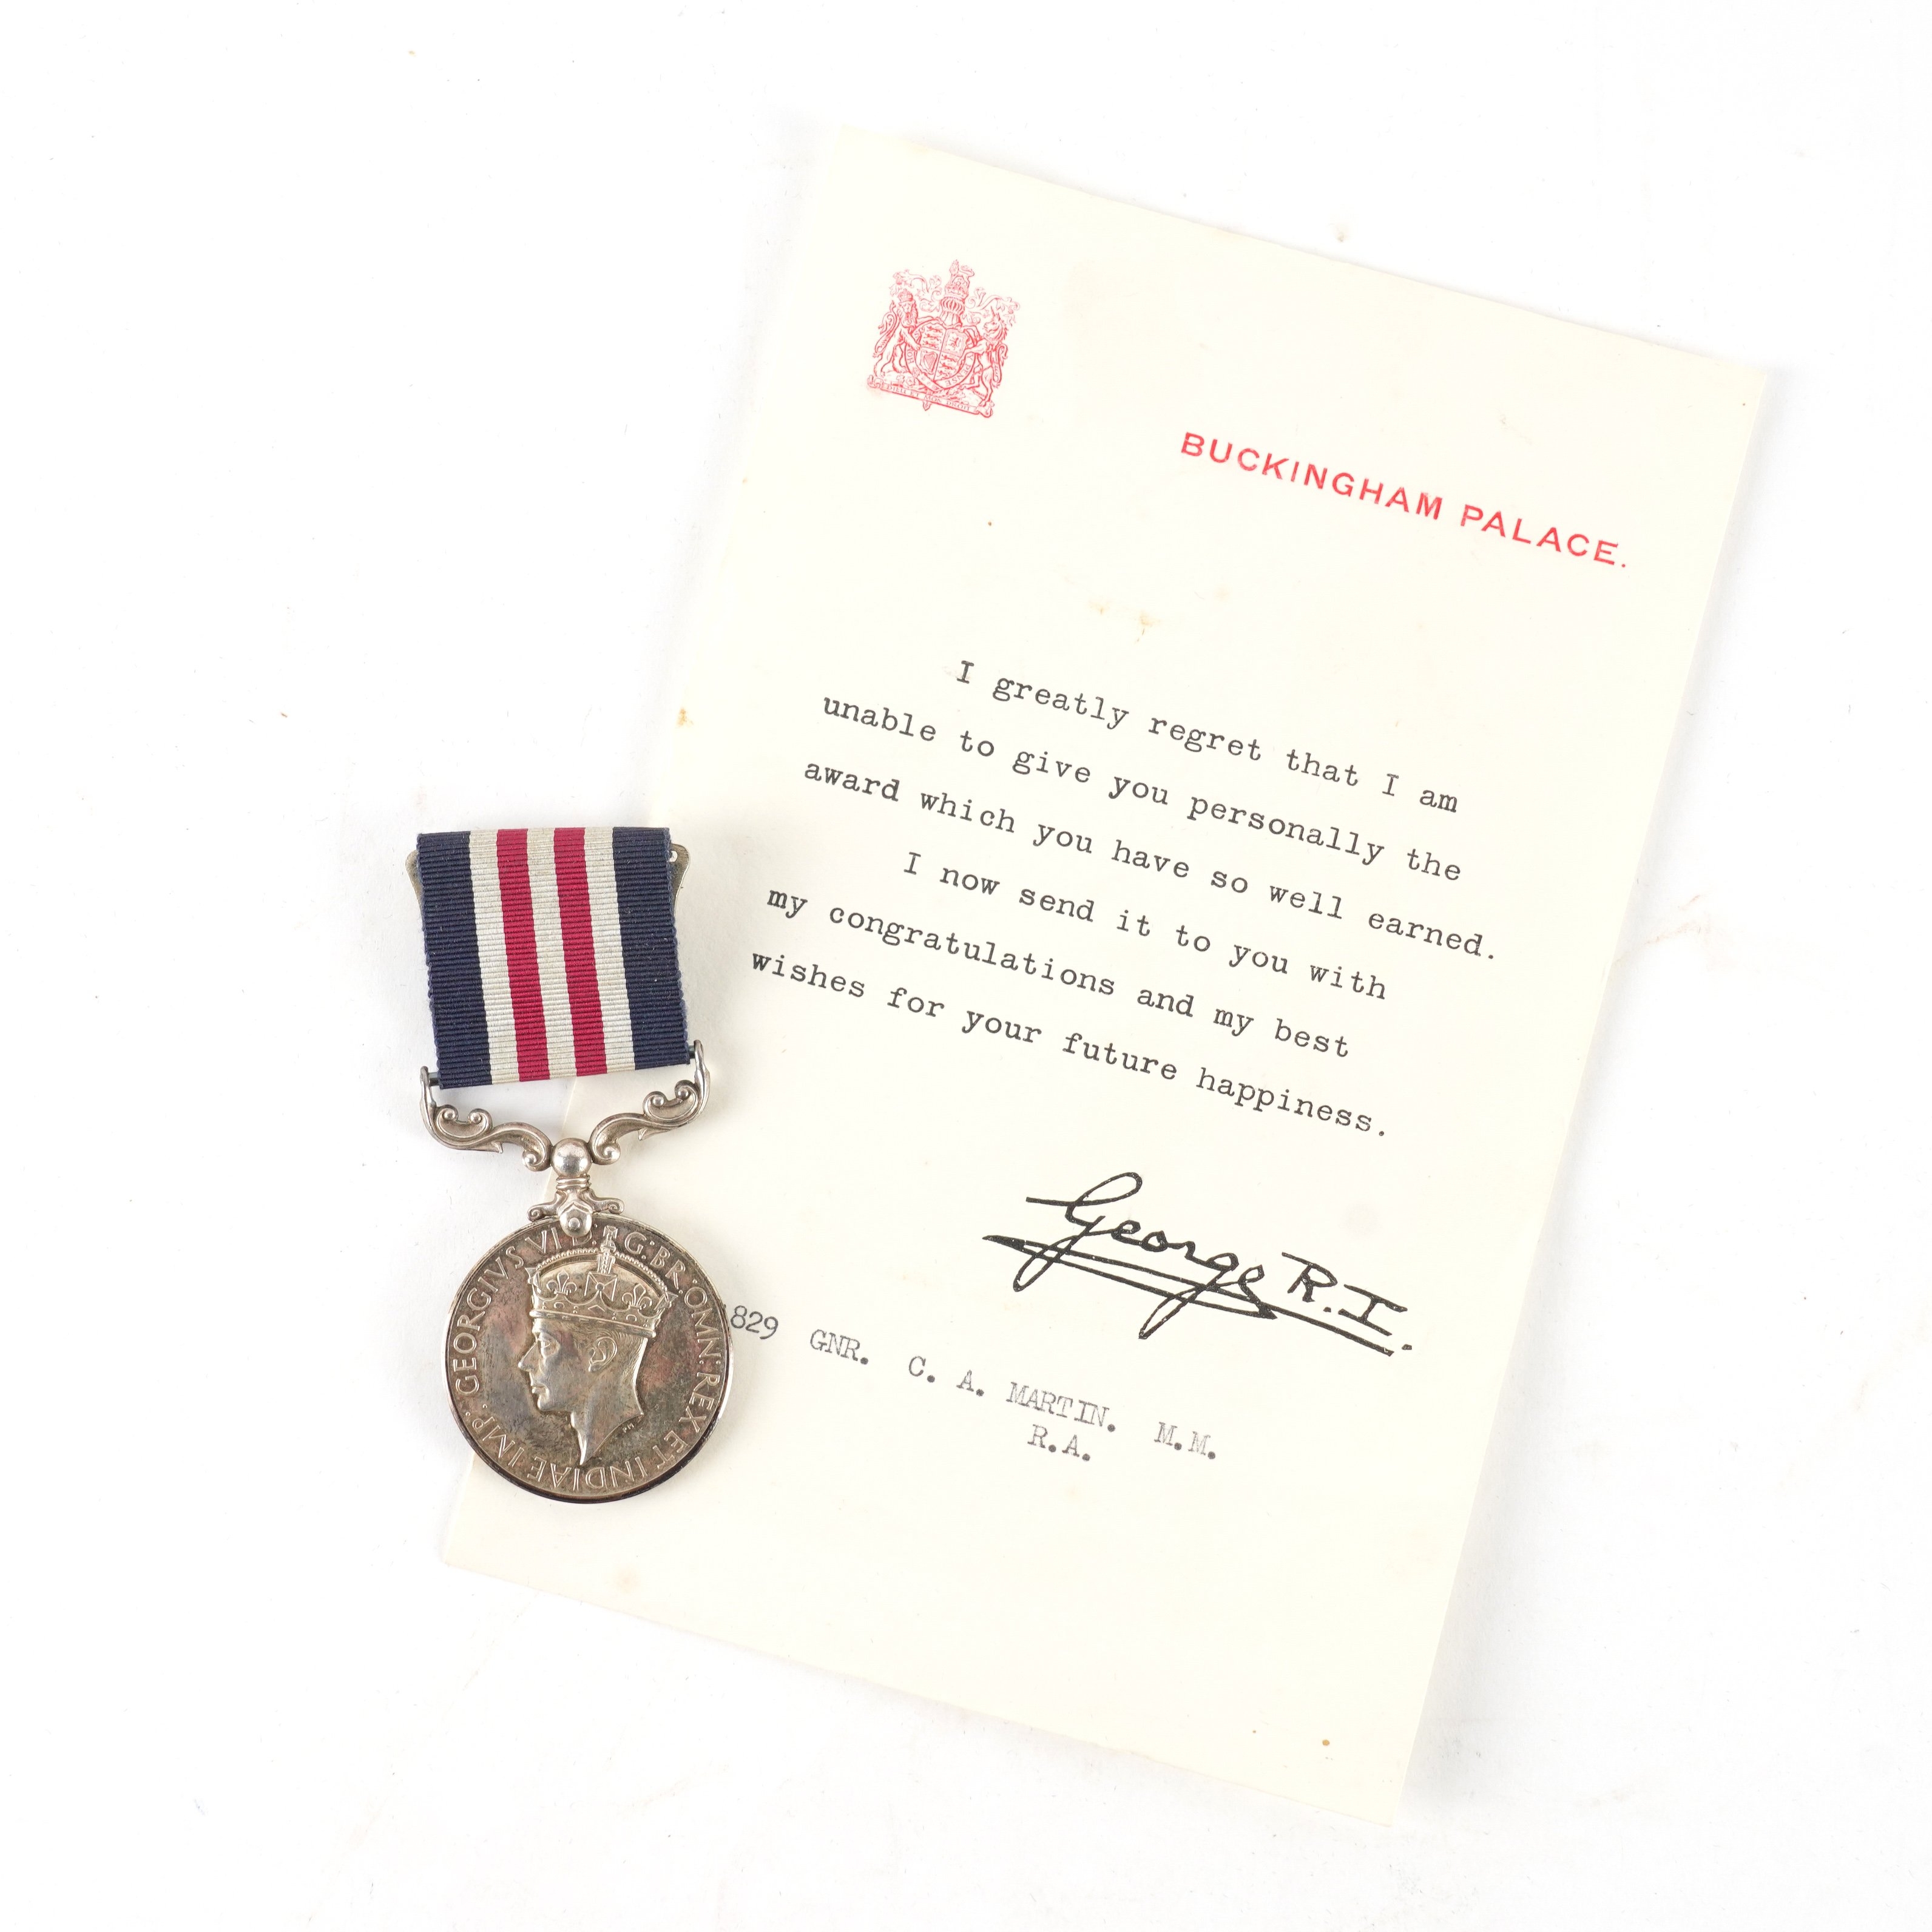 BUCKINGHAM PALACE.
I greatly regret that I am
unable to give you personally the
award which you have so well earned.
I now send it to you with
my congratulations and my best
wishes for your future happiness.
George R.I.
829 GNR. C. A. MARTIN. M.M.
R.A.
GEORGIVS VI D: G: BR: OMN: REX ET INDIAE IMP: